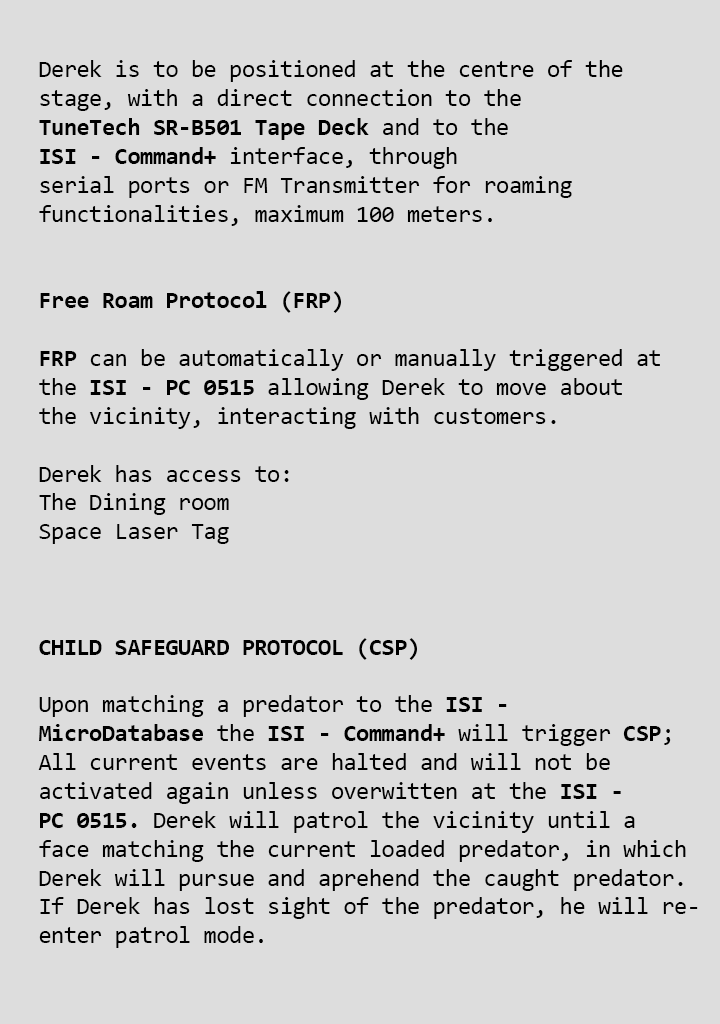 Derek is to be positioned at the centre of the
stage, with a direct connection to the
TuneTech SR-B501 Tape Deck and to the
ISI - Command+ interface, through
serial ports or FM Transmitter for roaming
functionalities, maximum 100 meters.
Free Roam Protocol (FRP)
FRP can be automatically or manually triggered at
the ISI - PC 0515 allowing Derek to move about
the vicinity, interacting with customers.
Derek has access to:
The Dining room
Space Laser Tag
CHILD SAFEGUARD PROTOCOL (CSP)
Upon matching a predator to the ISI -
MicroDatabase the ISI - Command+ will trigger CSP;
All current events are halted and will not be
activated again unless overwitten at the ISI -
PC 0515. Derek will patrol the vicinity until a
face matching the current loaded predator, in which
Derek will pursue and aprehend the caught predator.
If Derek has lost sight of the predator, he will re-
enter patrol mode.